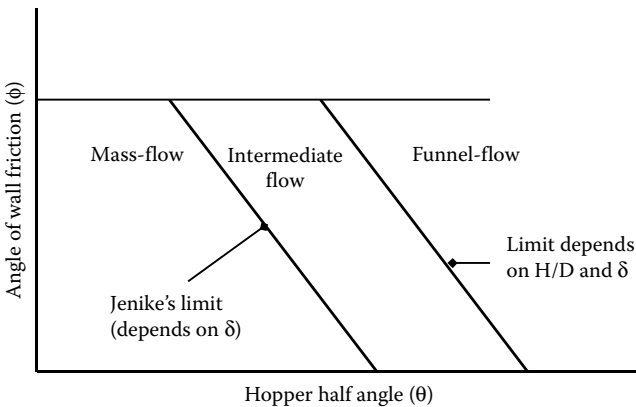 Angle of wall friction (ϕ)
Mass-flow
Intermediate
flow
Funnel-flow
Limit depends
on H/D and δ
Jenike's limit
(depends on δ)
Hopper half angle (θ)